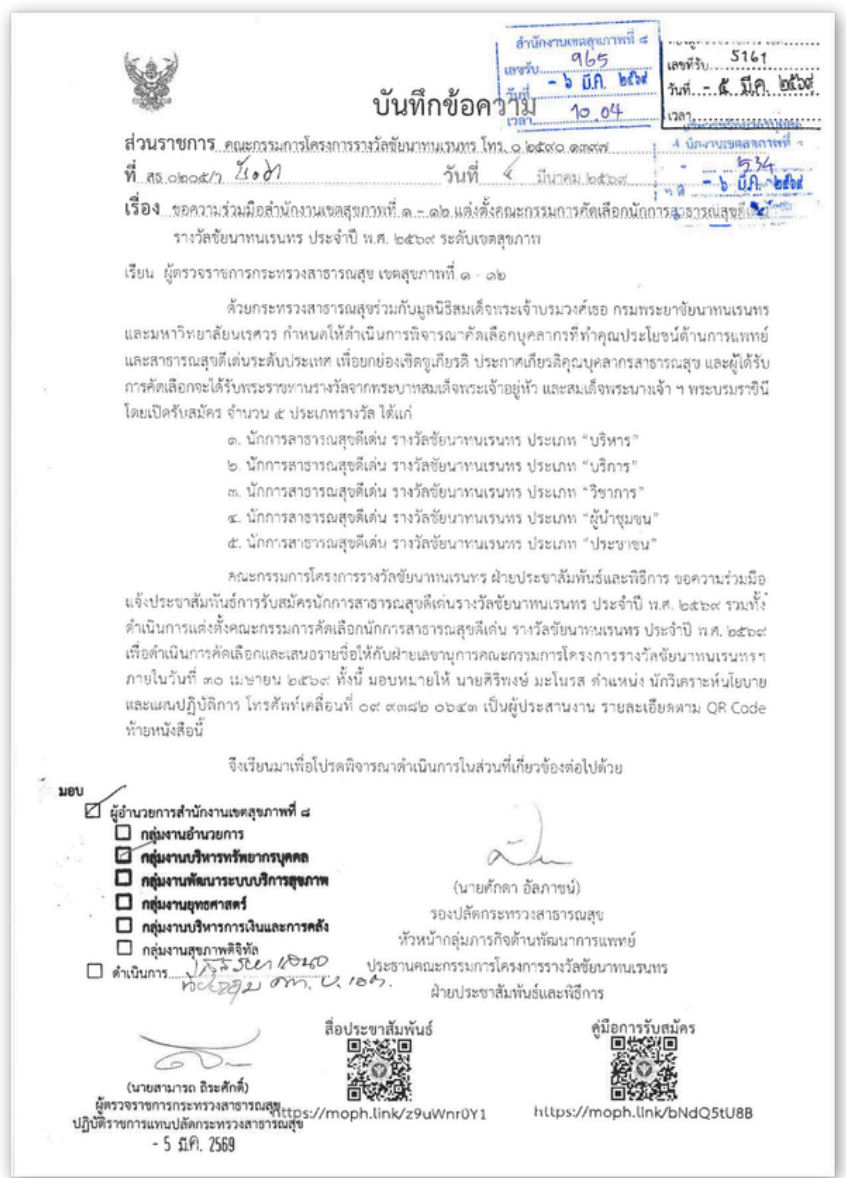 สำนักงานเขตสุขภาพที่ ๘
เลขรับ 965
วันที่ - ๖ มี.ค. ๒๕๖๙
เวลา 10.04
เลขที่รับ 5161
วันที่ - ๕ มี.ค. ๒๕๖๙
เวลา
534
- ๖ มี.ค. ๒๕๖๙
บันทึกข้อความ
ส่วนราชการ คณะกรรมการโครงการรางวัลชัยนาทนเรนทร โทร. ๐ ๒๕๙๐ ๑๓๙๗
ที่ สธ ๐๒๐๕/ว วันที่ ๔ มีนาคม ๒๕๖๙
เรื่อง ขอความร่วมมือสำนักงานเขตสุขภาพที่ ๑ - ๑๒ แต่งตั้งคณะกรรมการคัดเลือกนักการสาธารณสุขดีเด่น
รางวัลชัยนาทนเรนทร ประจำปี พ.ศ. ๒๕๖๙ ระดับเขตสุขภาพ
เรียน ผู้ตรวจราชการกระทรวงสาธารณสุข เขตสุขภาพที่ ๑ - ๑๒
ด้วยกระทรวงสาธารณสุขร่วมกับมูลนิธิสมเด็จพระเจ้าบรมวงศ์เธอ กรมพระยาชัยนาทนเรนทร
และมหาวิทยาลัยนเรศวร กำหนดให้ดำเนินการพิจารณาคัดเลือกบุคลากรที่ทำคุณประโยชน์ด้านการแพทย์
และสาธารณสุขดีเด่นระดับประเทศ เพื่อยกย่องเชิดชูเกียรติ ประกาศเกียรติคุณบุคลากรสาธารณสุข และผู้ได้รับ
การคัดเลือกจะได้รับพระราชทานรางวัลจากพระบาทสมเด็จพระเจ้าอยู่หัว และสมเด็จพระนางเจ้า ฯ พระบรมราชินี
โดยเปิดรับสมัคร จำนวน ๕ ประเภทรางวัล ได้แก่
๑. นักการสาธารณสุขดีเด่น รางวัลชัยนาทนเรนทร ประเภท “บริหาร”
๒. นักการสาธารณสุขดีเด่น รางวัลชัยนาทนเรนทร ประเภท “บริการ”
๓. นักการสาธารณสุขดีเด่น รางวัลชัยนาทนเรนทร ประเภท “วิชาการ”
๔. นักการสาธารณสุขดีเด่น รางวัลชัยนาทนเรนทร ประเภท “ผู้นำชุมชน”
๕. นักการสาธารณสุขดีเด่น รางวัลชัยนาทนเรนทร ประเภท “ประชาชน”
คณะกรรมการโครงการรางวัลชัยนาทนเรนทร ฝ่ายประชาสัมพันธ์และพิธีการ ขอความร่วมมือ
แจ้งประชาสัมพันธ์การรับสมัครนักการสาธารณสุขดีเด่นรางวัลชัยนาทนเรนทร ประจำปี พ.ศ. ๒๕๖๙ รวมทั้ง
ดำเนินการแต่งตั้งคณะกรรมการคัดเลือกนักการสาธารณสุขดีเด่น รางวัลชัยนาทนเรนทร ประจำปี พ.ศ. ๒๕๖๙
เพื่อดำเนินการคัดเลือกและเสนอรายชื่อให้กับฝ่ายเลขานุการคณะกรรมการโครงการรางวัลชัยนาทนเรนทรฯ
ภายในวันที่ ๓๐ เมษายน ๒๕๖๙ ทั้งนี้ มอบหมายให้ นายศิริพงษ์ มะโนรส ตำแหน่ง นักวิเคราะห์นโยบาย
และแผนปฏิบัติการ โทรศัพท์เคลื่อนที่ ๐๙ ๙๓๘๒ ๐๖๔๓ เป็นผู้ประสานงาน รายละเอียดตาม QR Code
ท้ายหนังสือนี้
จึงเรียนมาเพื่อโปรดพิจารณาดำเนินการในส่วนที่เกี่ยวข้องต่อไปด้วย
มอบ
ผู้อำนวยการสำนักงานเขตสุขภาพที่ ๘
กลุ่มงานอำนวยการ
กลุ่มงานบริหารทรัพยากรบุคคล
กลุ่มงานพัฒนาระบบบริการสุขภาพ
กลุ่มงานยุทธศาสตร์
กลุ่มงานบริหารการเงินและการคลัง
กลุ่มงานสุขภาพดิจิทัล
ดำเนินการ
(นายศักดา อัลภาชน์)
รองปลัดกระทรวงสาธารณสุข
หัวหน้ากลุ่มภารกิจด้านพัฒนาการแพทย์
ประธานคณะกรรมการโครงการรางวัลชัยนาทนเรนทร
ฝ่ายประชาสัมพันธ์และพิธีการ
(นายสามารถ ถิระศักดิ์)
ผู้ตรวจราชการกระทรวงสาธารณสุข
ปฏิบัติราชการแทนปลัดกระทรวงสาธารณสุข
- 5 มี.ค. 2569
สื่อประชาสัมพันธ์
https://moph.link/z9uWnr0Y1
คู่มือการรับสมัคร
https://moph.link/bNdQ5tU8B